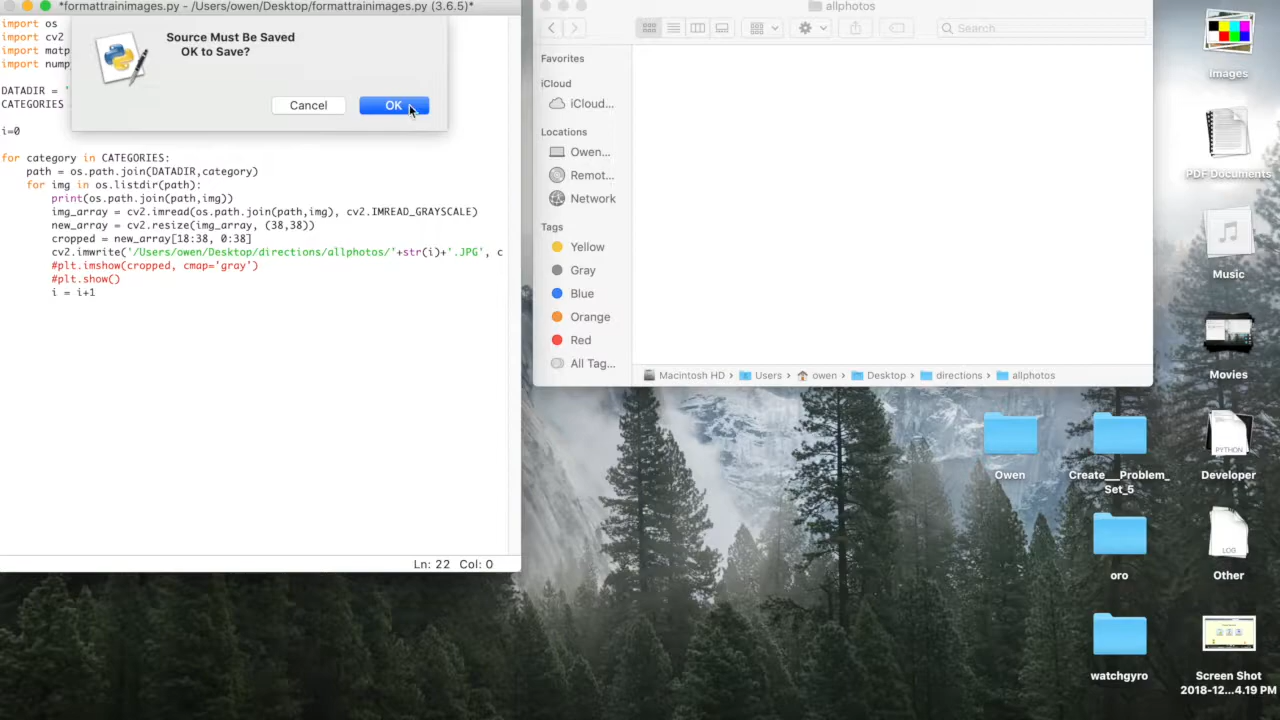 *formattrainimages.py - /Users/owen/Desktop/formattrainimages.py (3.6.5)*
Source Must Be Saved
OK to Save?
Cancel
OK
import os
import cv2
import matp
import nump
DATADIR = '
CATEGORIES
i=0
for category in CATEGORIES:
path = os.path.join(DATADIR,category)
for img in os.listdir(path):
print(os.path.join(path,img))
img_array = cv2.imread(os.path.join(path,img), cv2.IMREAD_GRAYSCALE)
new_array = cv2.resize(img_array, (38,38))
cropped = new_array[18:38, 0:38]
cv2.imwrite('/Users/owen/Desktop/directions/allphotos/'+str(i)+'.JPG', c
#plt.imshow(cropped, cmap='gray')
#plt.show()
i = i+1
Ln: 22 Col: 0
allphotos
Search
Favorites
iCloud
iCloud...
Locations
Owen...
Remot...
Network
Tags
Yellow
Gray
Blue
Orange
Red
All Tag...
Macintosh HD › Users › owen › Desktop › directions › allphotos
Images
PDF Documents
Music
Movies
Owen
Create__Problem_
Set_5
PYTHON
Developer
oro
LOG
Other
watchgyro
Screen Shot
2018-12...4.19 PM